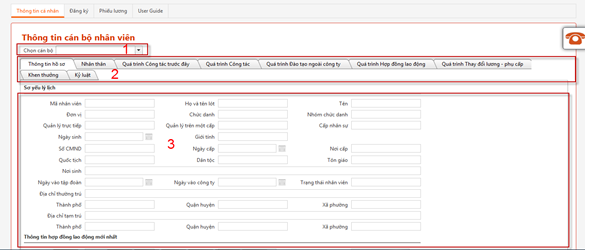 Thông tin cá nhân Đăng ký Phiếu lương User Guide
Thông tin cán bộ nhân viên
Chọn cán bộ 1
Thông tin hồ sơ Nhân thân Quá trình Công tác trước đây Quá trình Công tác Quá trình Đào tạo ngoài công ty Quá trình Hợp đồng lao động Quá trình Thay đổi lương - phụ cấp
Khen thưởng Kỷ luật 2
Sơ yếu lý lịch
Mã nhân viên Họ và tên lót Tên
Đơn vị Chức danh Nhóm chức danh
Quản lý trực tiếp Quản lý trên một cấp Cấp nhân sự
Ngày sinh Giới tính
3
Số CMND Ngày cấp Nơi cấp
Quốc tịch Dân tộc Tôn giáo
Nơi sinh
Ngày vào tập đoàn Ngày vào công ty Trạng thái nhân viên
Địa chỉ thường trú
Thành phố Quận huyện Xã phường
Địa chỉ tạm trú
Thành phố Quận huyện Xã phường
Thông tin hợp đồng lao động mới nhất